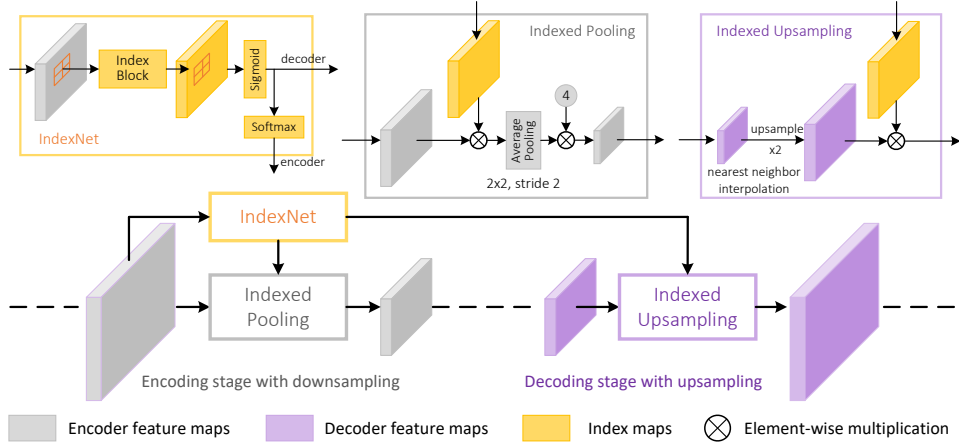 Index
Block
Sigmoid
decoder
Softmax
encoder
IndexNet
Indexed Pooling
Average
Pooling
4
2x2, stride 2
Indexed Upsampling
upsample
x2
nearest neighbor
interpolation
IndexNet
Indexed
Pooling
Indexed
Upsampling
Encoding stage with downsampling
Decoding stage with upsampling
Encoder feature maps
Decoder feature maps
Index maps
Element-wise multiplication